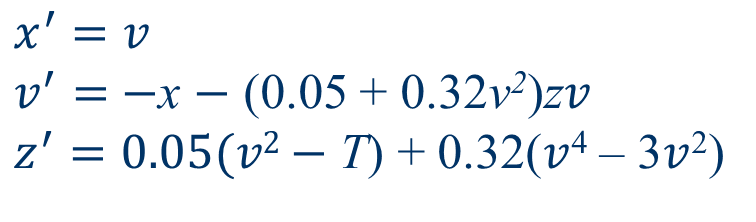 x′ = v
v′ = −x − (0.05 + 0.32v²)zv
z′ = 0.05(v² − T) + 0.32(v⁴ – 3v²)